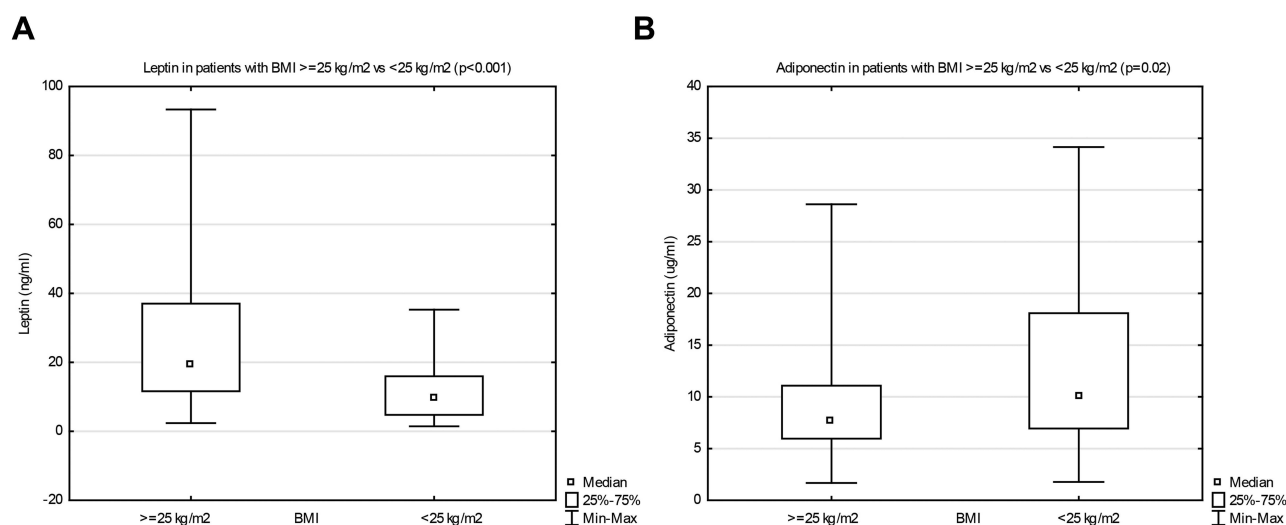 A
Leptin in patients with BMI >=25 kg/m2 vs <25 kg/m2 (p<0.001)
100
80
60
40
20
0
-20
Leptin (ng/ml)
>=25 kg/m2
BMI
<25 kg/m2
Median
25%-75%
Min-Max
B
Adiponectin in patients with BMI >=25 kg/m2 vs <25 kg/m2 (p=0.02)
40
35
30
25
20
15
10
5
0
Adiponectin (ug/ml)
>=25 kg/m2
BMI
<25 kg/m2
Median
25%-75%
Min-Max